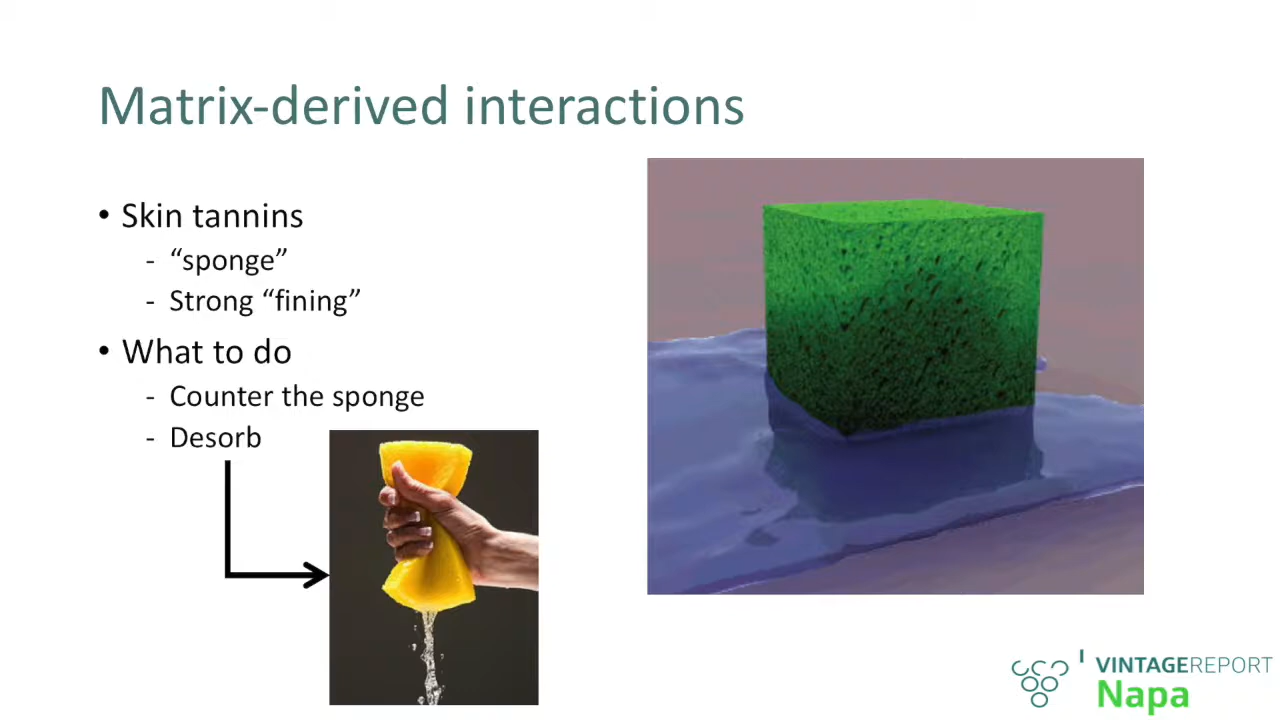 Matrix-derived interactions
• Skin tannins
- “sponge”
- Strong “fining”
• What to do
- Counter the sponge
- Desorb
VINTAGEREPORT
Napa